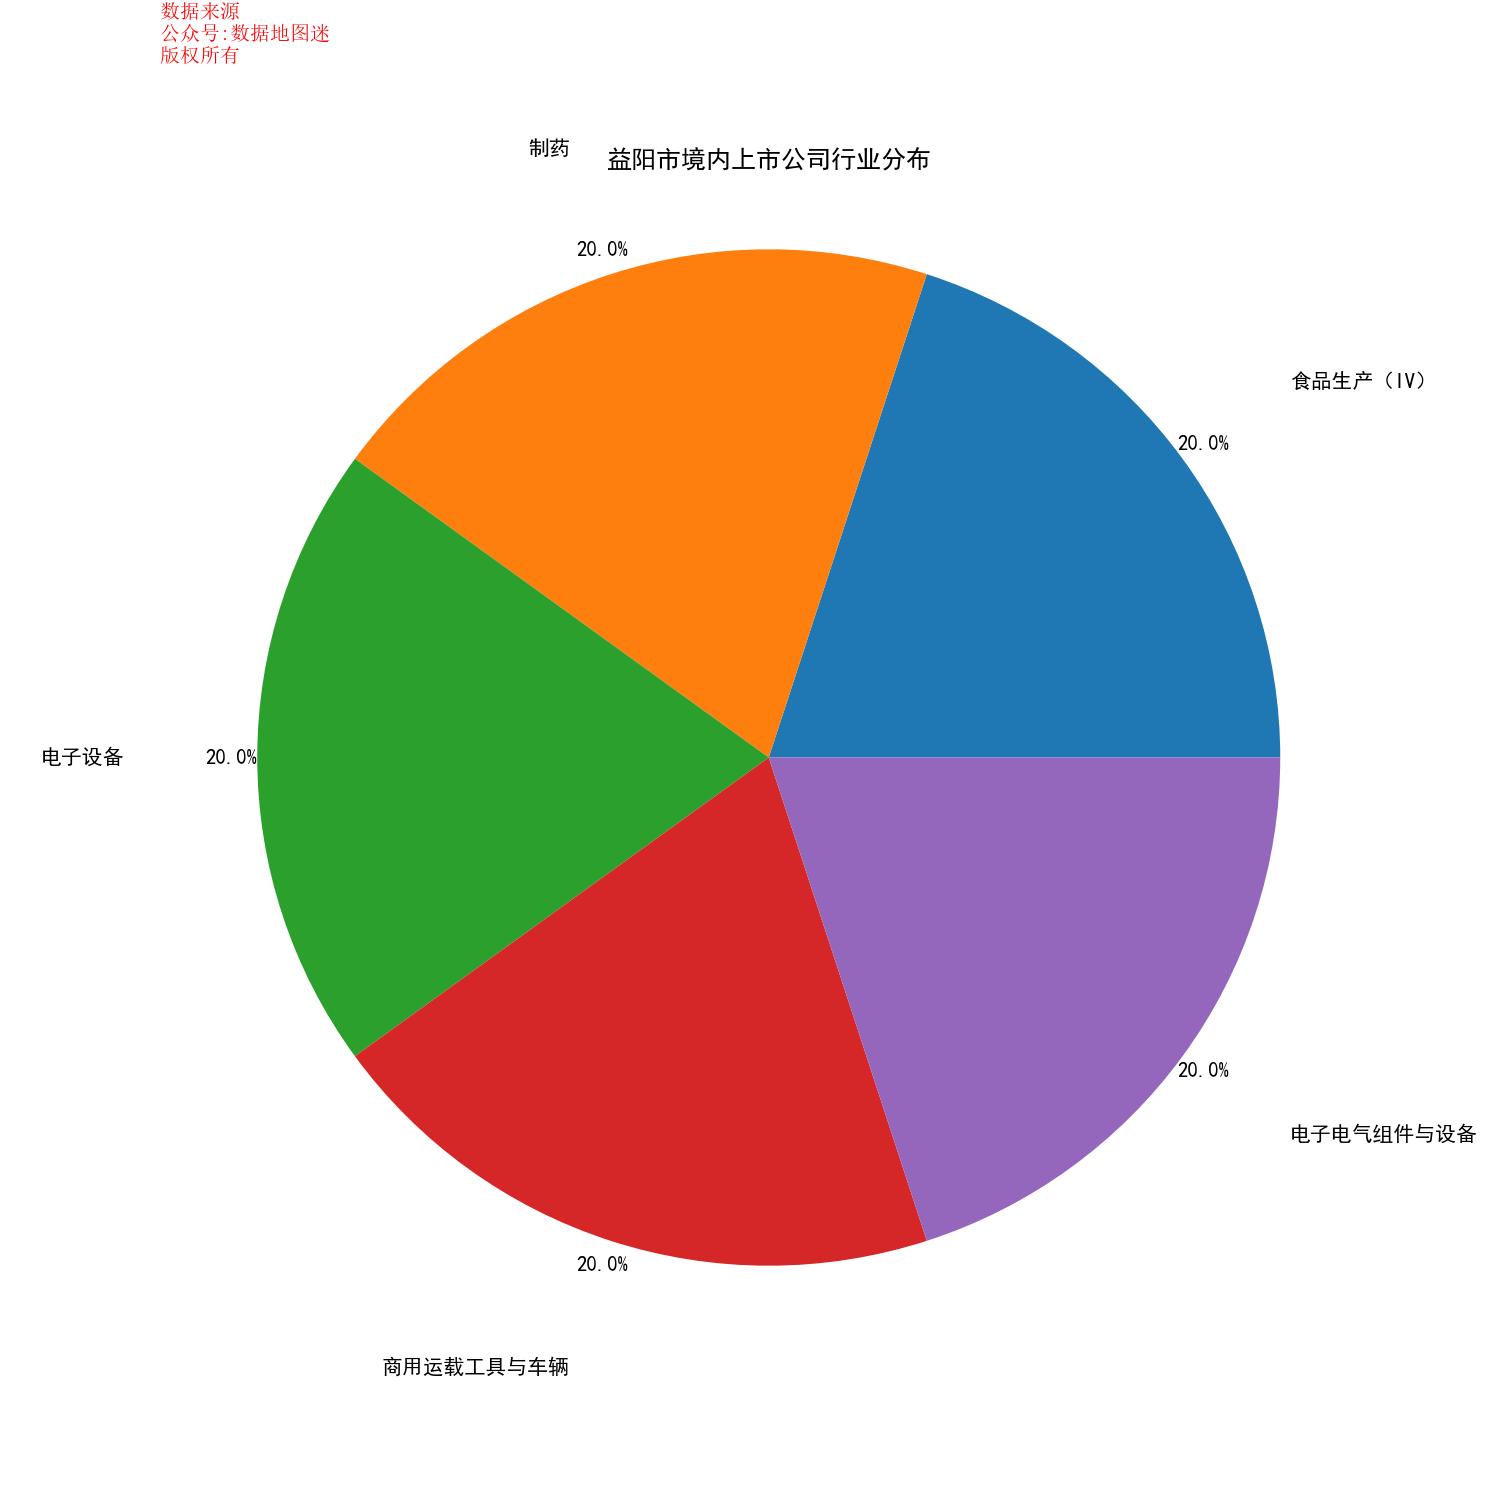 数据来源
公众号:数据地图迷
版权所有
制药
益阳市境内上市公司行业分布
20.0%
食品生产（IV）
20.0%
电子设备
20.0%
20.0%
电子电气组件与设备
20.0%
商用运载工具与车辆